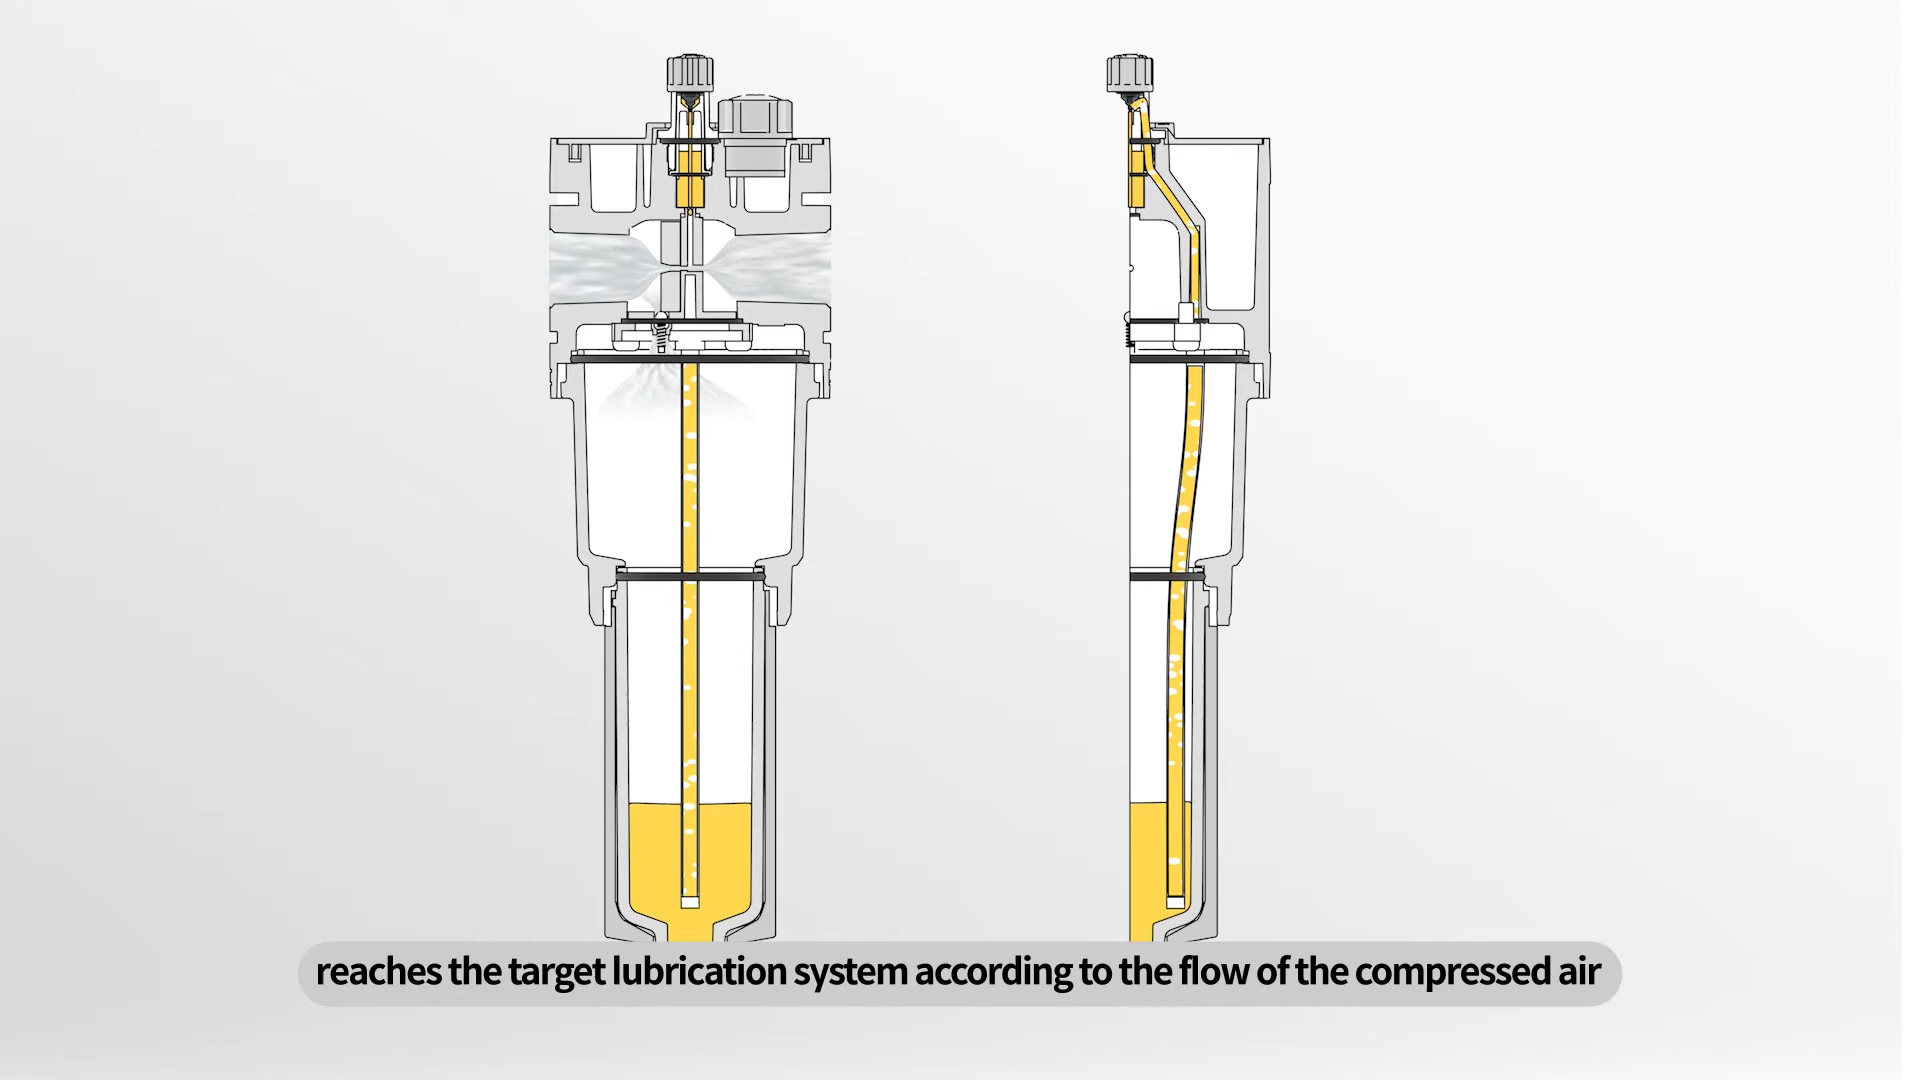 reaches the target lubrication system according to the flow of the compressed air